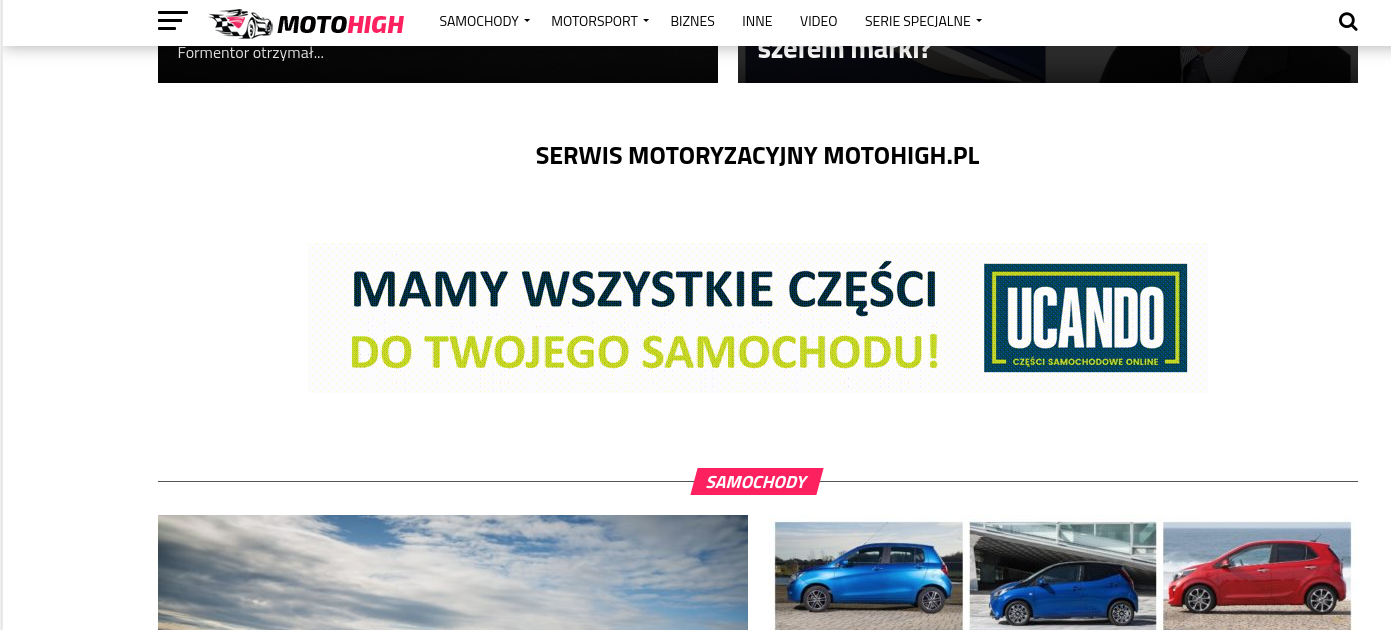 MOTOHIGH
SAMOCHODY
MOTORSPORT
BIZNES
INNE
VIDEO
SERIE SPECJALNE
Formentor otrzymał...
szefem marki?
SERWIS MOTORYZACYJNY MOTOHIGH.PL
MAMY WSZYSTKIE CZĘŚCI
DO TWOJEGO SAMOCHODU!
UCANDO
CZĘŚCI SAMOCHODOWE ONLINE
SAMOCHODY